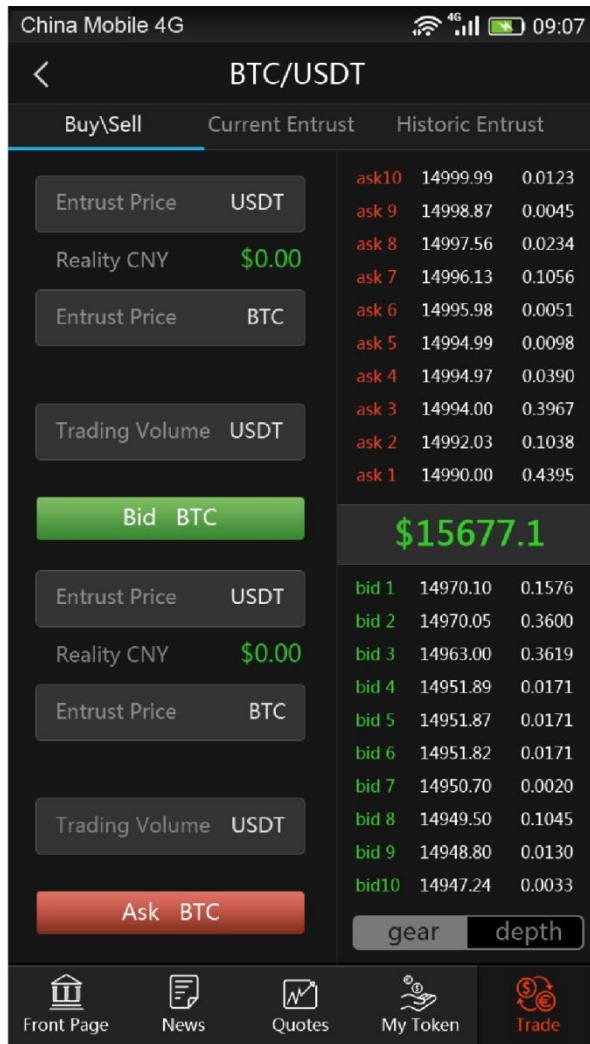 China Mobile 4G 4G 09:07
BTC/USDT
Buy\Sell Current Entrust Historic Entrust
Entrust Price USDT
Reality CNY $0.00
Entrust Price BTC
Trading Volume USDT
Bid BTC
Entrust Price USDT
Reality CNY $0.00
Entrust Price BTC
Trading Volume USDT
Ask BTC
ask10 14999.99 0.0123
ask 9 14998.87 0.0045
ask 8 14997.56 0.0234
ask 7 14996.13 0.1056
ask 6 14995.98 0.0051
ask 5 14994.99 0.0098
ask 4 14994.97 0.0390
ask 3 14994.00 0.3967
ask 2 14992.03 0.1038
ask 1 14990.00 0.4395
$15677.1
bid 1 14970.10 0.1576
bid 2 14970.05 0.3600
bid 3 14963.00 0.3619
bid 4 14951.89 0.0171
bid 5 14951.87 0.0171
bid 6 14951.82 0.0171
bid 7 14950.70 0.0020
bid 8 14949.50 0.1045
bid 9 14948.80 0.0130
bid10 14947.24 0.0033
gear depth
Front Page News Quotes My Token Trade